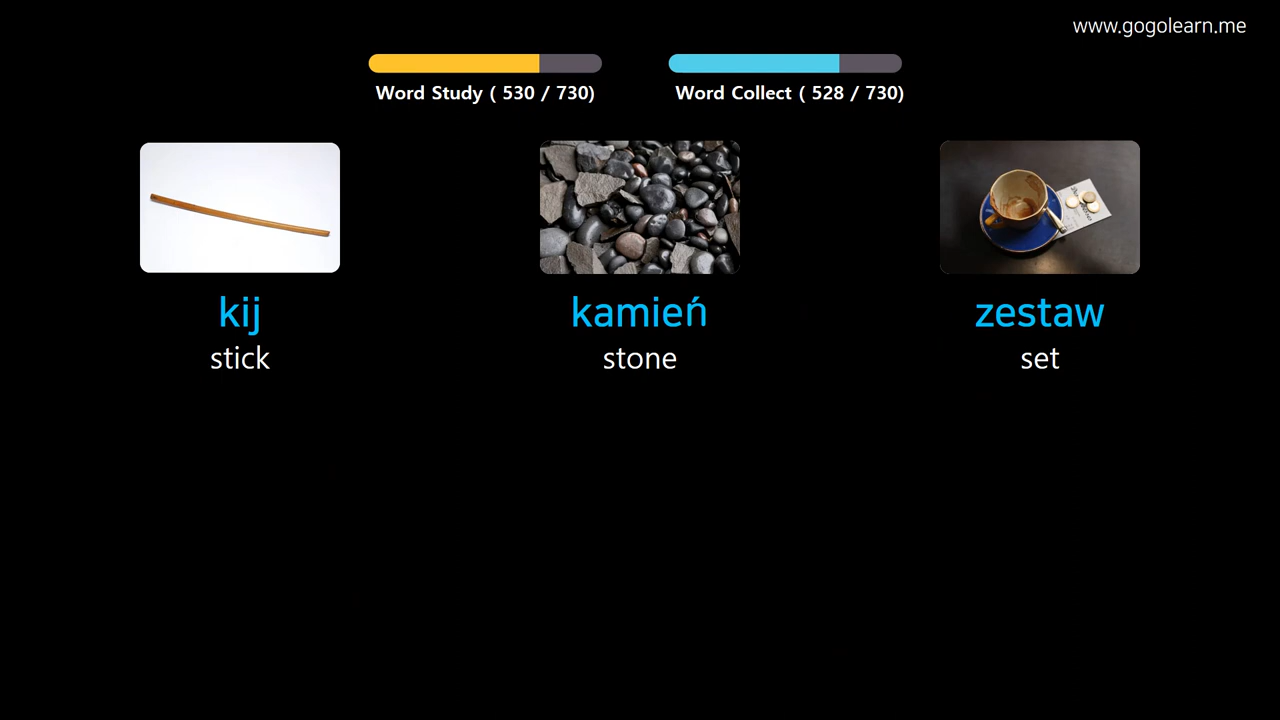 www.gogolearn.me
Word Study ( 530 / 730)
Word Collect ( 528 / 730)
kij
kamień
zestaw
stick
stone
set